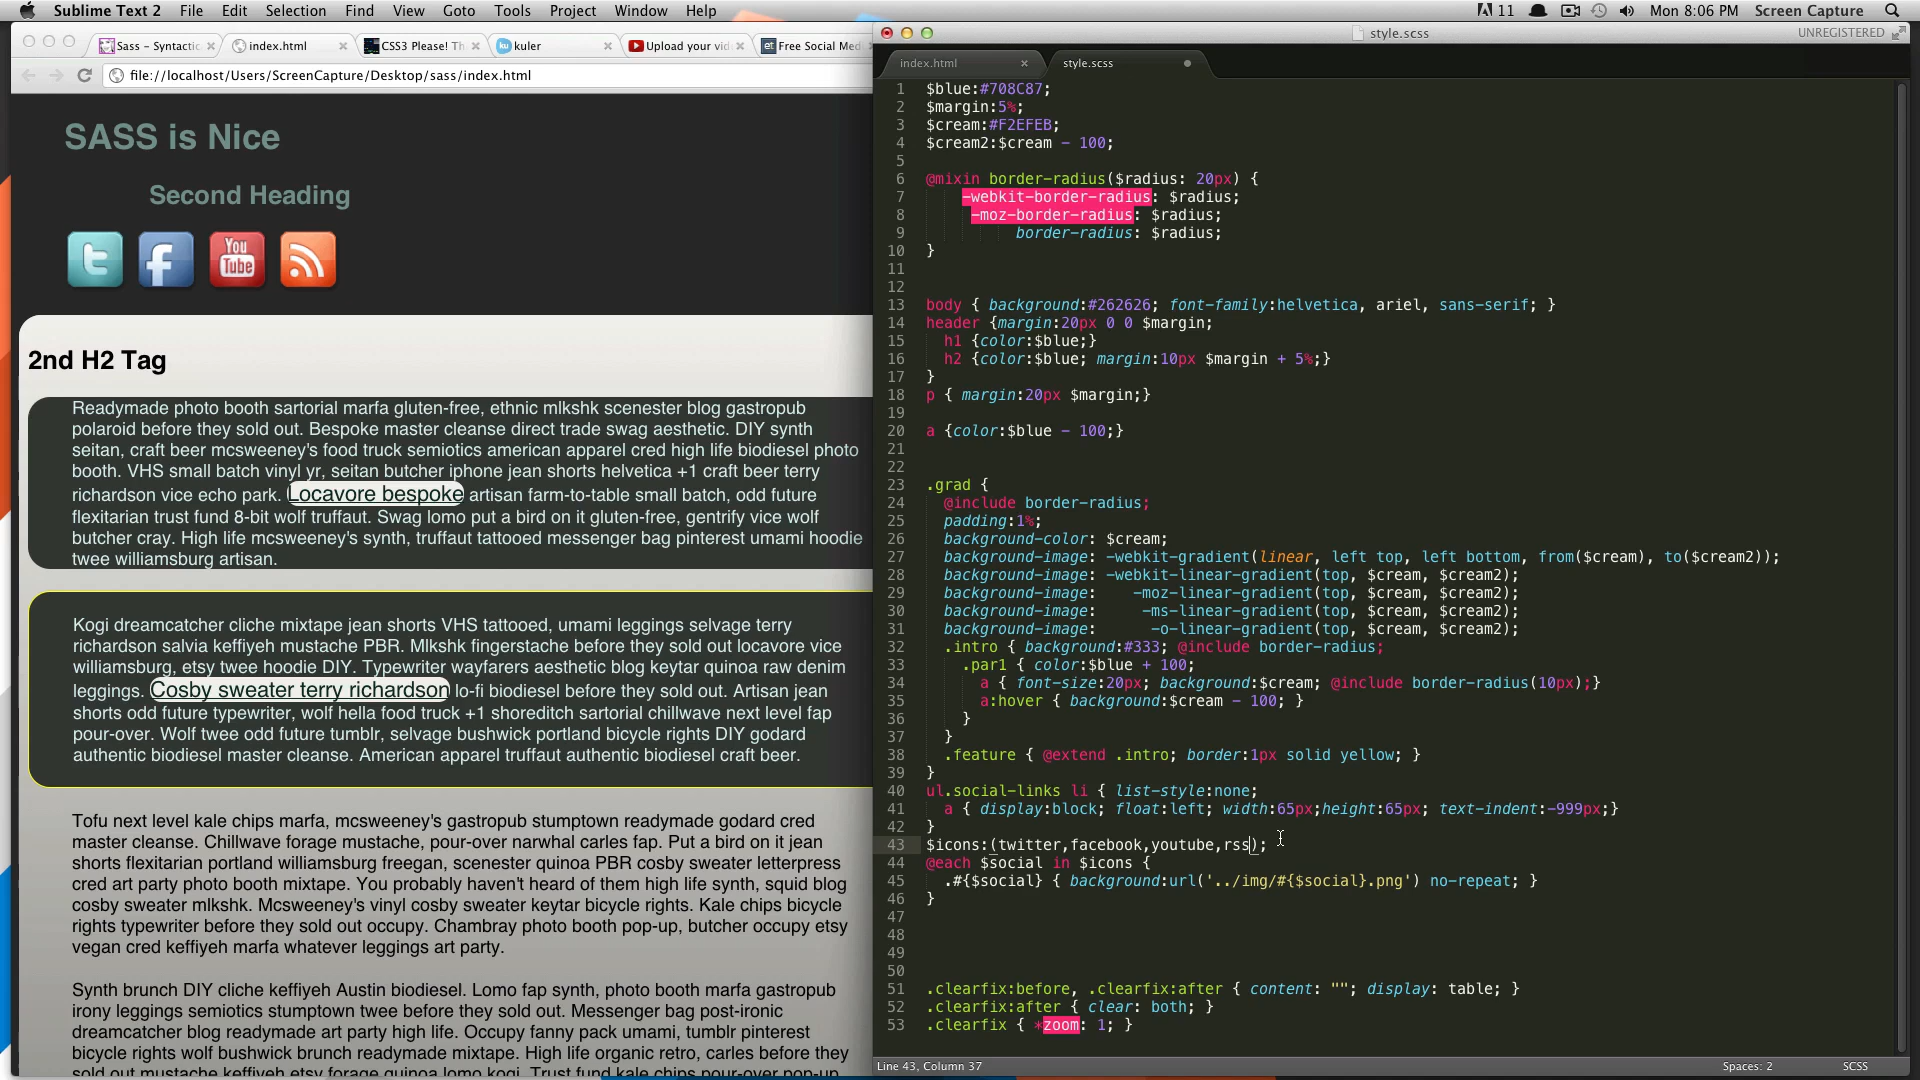 Sublime Text 2 File Edit Selection Find View Goto Tools Project Window Help
11 Mon 8:06 PM Screen Capture
Sass – Syntactic
index.html
CSS3 Please! Th
kuler
Upload your vid
Free Social Med
file://localhost/Users/ScreenCapture/Desktop/sass/index.html
SASS is Nice
Second Heading
You
Tube
2nd H2 Tag
Readymade photo booth sartorial marfa gluten-free, ethnic mlkshk scenester blog gastropub
polaroid before they sold out. Bespoke master cleanse direct trade swag aesthetic. DIY synth
seitan, craft beer mcsweeney's food truck semiotics american apparel cred high life biodiesel photo
booth. VHS small batch vinyl yr, seitan butcher iphone jean shorts helvetica +1 craft beer terry
richardson vice echo park. Locavore bespoke artisan farm-to-table small batch, odd future
flexitarian trust fund 8-bit wolf truffaut. Swag lomo put a bird on it gluten-free, gentrify vice wolf
butcher cray. High life mcsweeney's synth, truffaut tattooed messenger bag pinterest umami hoodie
twee williamsburg artisan.
Kogi dreamcatcher cliche mixtape jean shorts VHS tattooed, umami leggings selvage terry
richardson salvia keffiyeh mustache PBR. Mlkshk fingerstache before they sold out locavore vice
williamsburg, etsy twee hoodie DIY. Typewriter wayfarers aesthetic blog keytar quinoa raw denim
leggings. Cosby sweater terry richardson lo-fi biodiesel before they sold out. Artisan jean
shorts odd future typewriter, wolf hella food truck +1 shoreditch sartorial chillwave next level fap
pour-over. Wolf twee odd future tumblr, selvage bushwick portland bicycle rights DIY godard
authentic biodiesel master cleanse. American apparel truffaut authentic biodiesel craft beer.
Tofu next level kale chips marfa, mcsweeney's gastropub stumptown readymade godard cred
master cleanse. Chillwave forage mustache, pour-over narwhal carles fap. Put a bird on it jean
shorts flexitarian portland williamsburg freegan, scenester quinoa PBR cosby sweater letterpress
cred art party photo booth mixtape. You probably haven't heard of them high life synth, squid blog
cosby sweater mlkshk. Mcsweeney's vinyl cosby sweater keytar bicycle rights. Kale chips bicycle
rights typewriter before they sold out occupy. Chambray photo booth pop-up, butcher occupy etsy
vegan cred keffiyeh marfa whatever leggings art party.
Synth brunch DIY cliche keffiyeh Austin biodiesel. Lomo fap synth, photo booth marfa gastropub
irony leggings semiotics stumptown twee before they sold out. Messenger bag post-ironic
dreamcatcher blog readymade art party high life. Occupy fanny pack umami, tumblr pinterest
bicycle rights wolf bushwick brunch readymade mixtape. High life organic retro, carles before they
sold out mustache keffiyeh etsy forage quinoa lomo kogi. Trust fund kale chips pour-over pop-up,
style.scss
UNREGISTERED
index.html
style.scss
1 $blue:#708C87;
2 $margin:5%;
3 $cream:#F2EFEB;
4 $cream2:$cream - 100;
5
6 @mixin border-radius($radius: 20px) {
7 -webkit-border-radius: $radius;
8 -moz-border-radius: $radius;
9 border-radius: $radius;
10 }
11
12
13 body { background:#262626; font-family:helvetica, ariel, sans-serif; }
14 header {margin:20px 0 0 $margin;
15 h1 {color:$blue;}
16 h2 {color:$blue; margin:10px $margin + 5%;}
17 }
18 p { margin:20px $margin;}
19
20 a {color:$blue - 100;}
21
22
23 .grad {
24 @include border-radius;
25 padding:1%;
26 background-color: $cream;
27 background-image: -webkit-gradient(linear, left top, left bottom, from($cream), to($cream2));
28 background-image: -webkit-linear-gradient(top, $cream, $cream2);
29 background-image: -moz-linear-gradient(top, $cream, $cream2);
30 background-image: -ms-linear-gradient(top, $cream, $cream2);
31 background-image: -o-linear-gradient(top, $cream, $cream2);
32 .intro { background:#333; @include border-radius;
33 .par1 { color:$blue + 100;
34 a { font-size:20px; background:$cream; @include border-radius(10px);}
35 a:hover { background:$cream - 100; }
36 }
37 }
38 .feature { @extend .intro; border:1px solid yellow; }
39 }
40 ul.social-links li { list-style:none;
41 a { display:block; float:left; width:65px;height:65px; text-indent:-999px;}
42 }
43 $icons:(twitter,facebook,youtube,rss);
44 @each $social in $icons {
45 .#{$social} { background:url('../img/#{$social}.png') no-repeat; }
46 }
47
48
49
50
51 .clearfix:before, .clearfix:after { content: ""; display: table; }
52 .clearfix:after { clear: both; }
53 .clearfix { *zoom: 1; }
Line 43, Column 37
Spaces: 2
SCSS